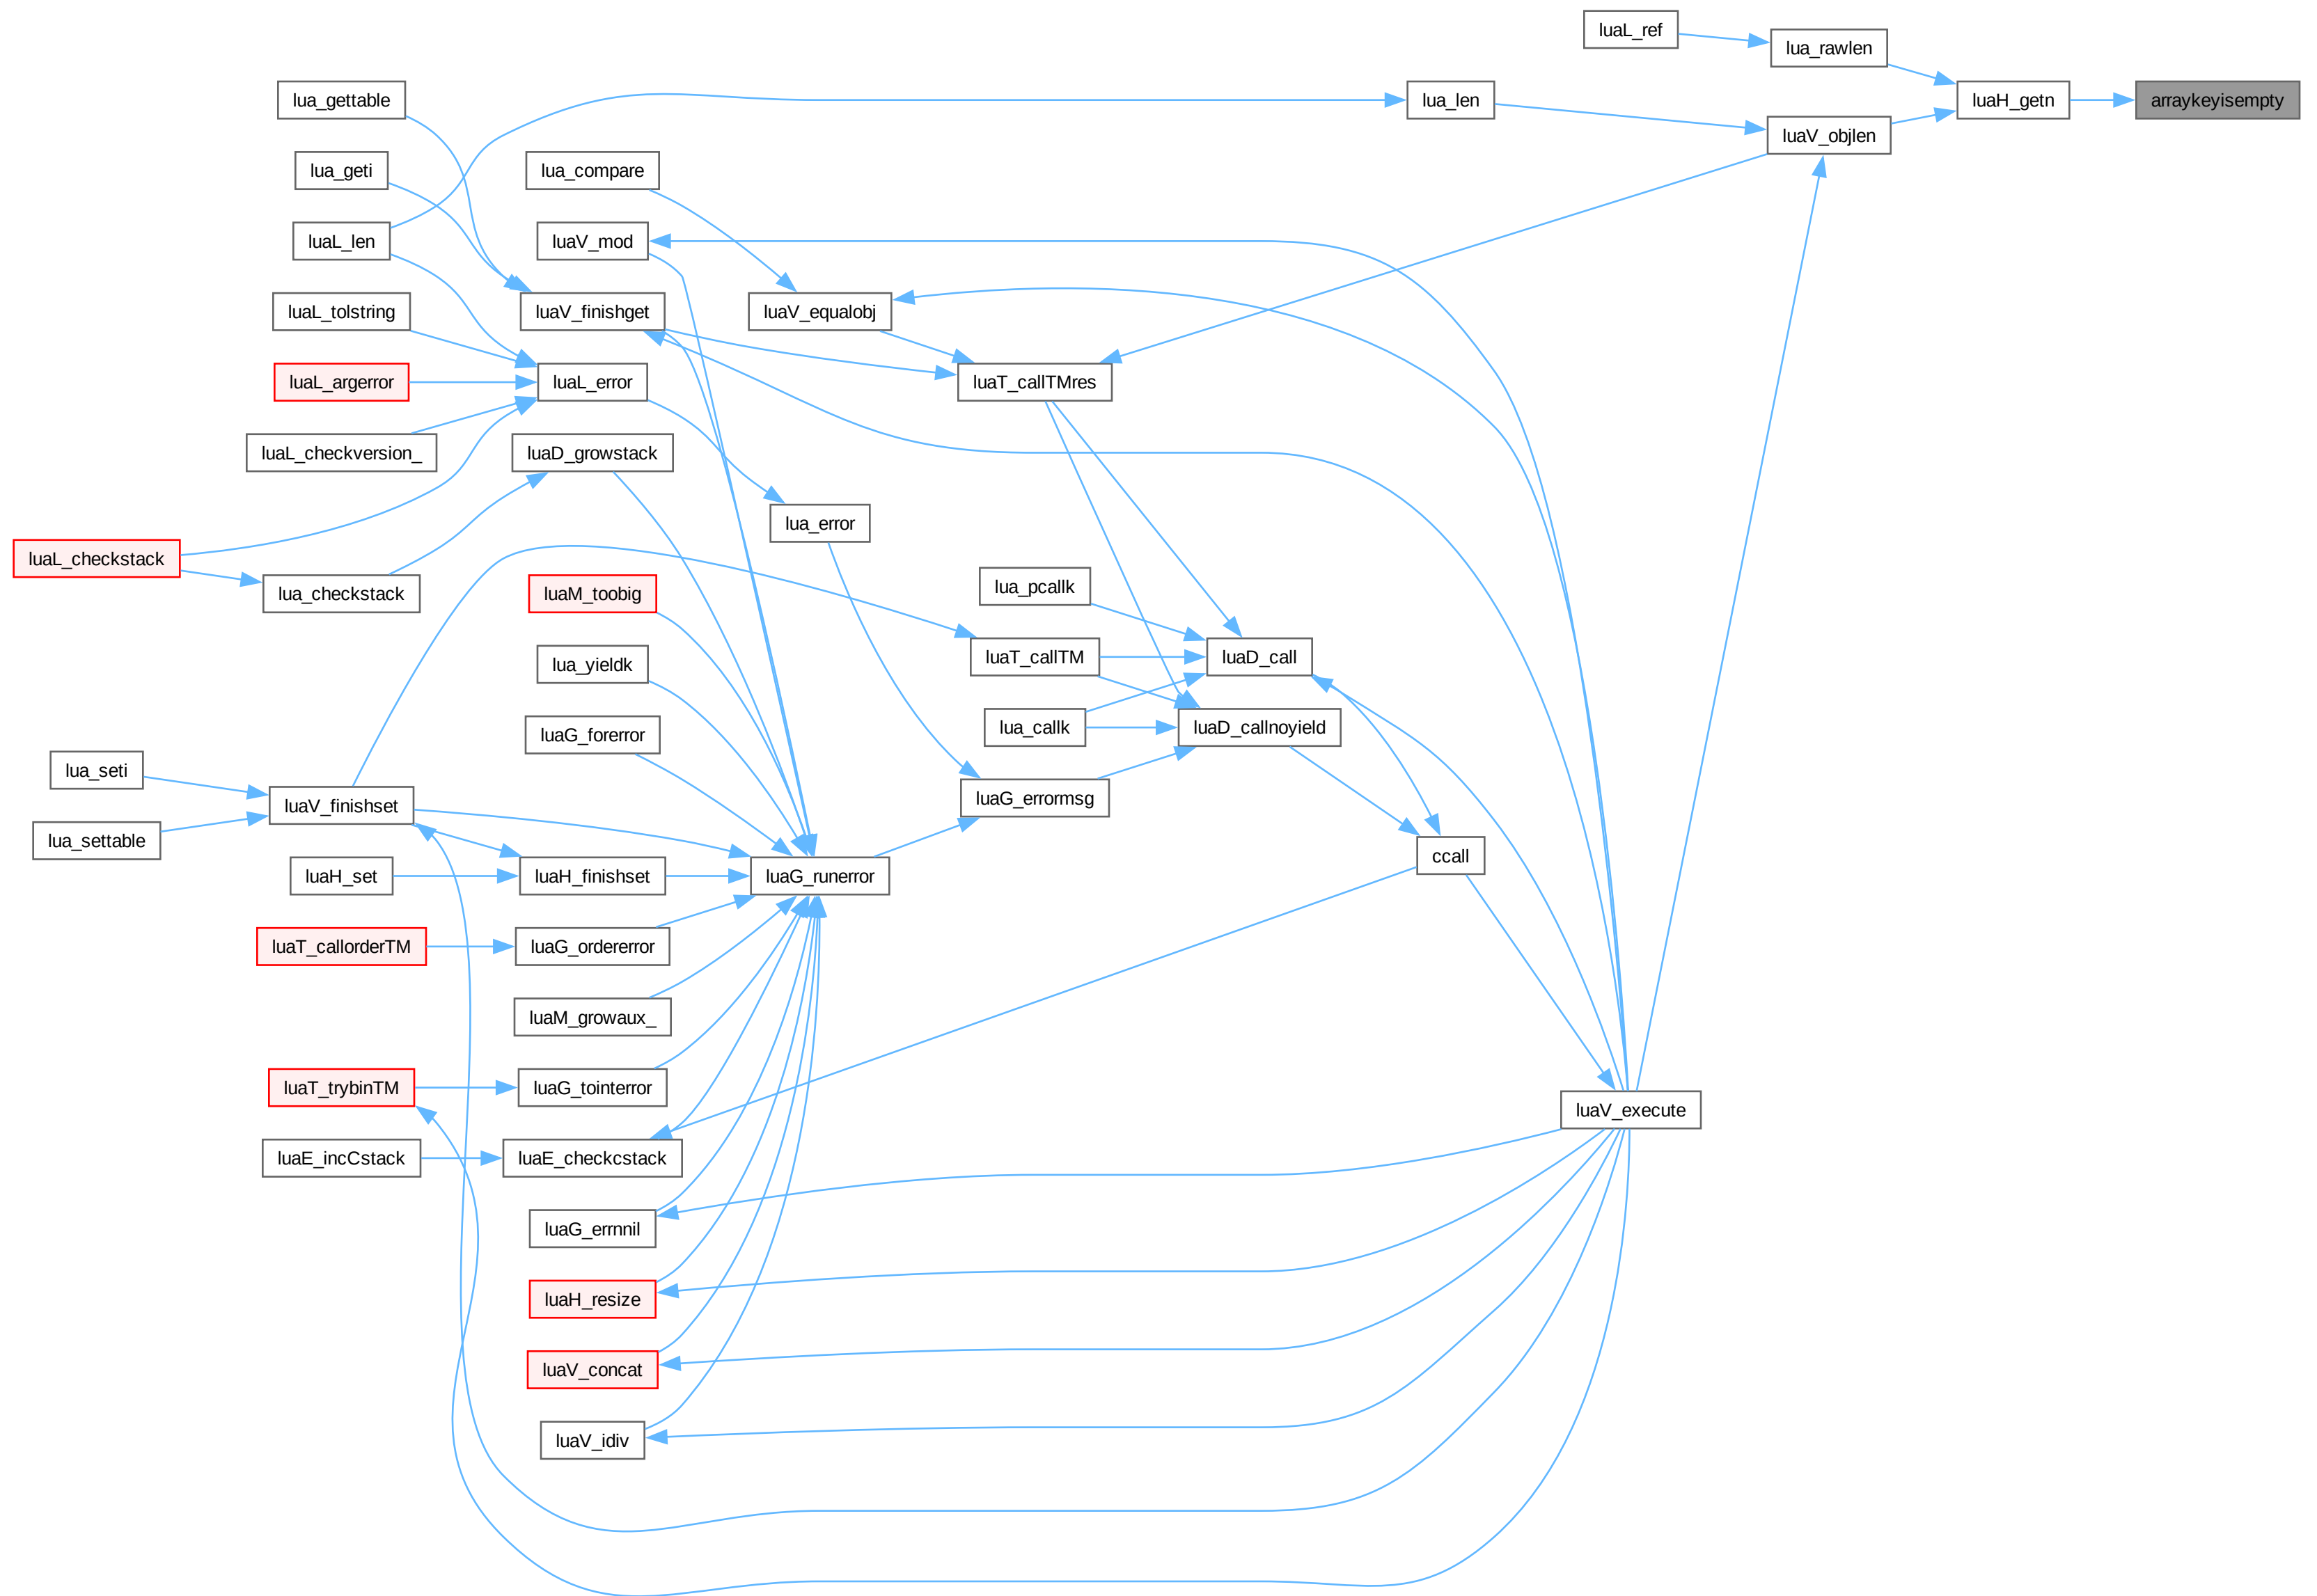 luaL_ref
lua_rawlen
lua_gettable
lua_len
luaH_getn
arraykeyisempty
luaV_objlen
lua_geti
lua_compare
luaL_len
luaV_mod
luaL_tolstring
luaV_finishget
luaV_equalobj
luaL_argerror
luaL_error
luaT_callTMres
luaL_checkversion_
luaD_growstack
lua_error
luaL_checkstack
lua_checkstack
luaM_toobig
lua_pcallk
lua_yieldk
luaT_callTM
luaD_call
luaG_forerror
lua_callk
luaD_callnoyield
lua_seti
luaV_finishset
luaG_errormsg
lua_settable
luaH_set
luaH_finishset
luaG_runerror
ccall
luaT_callorderTM
luaG_ordererror
luaM_growaux_
luaT_trybinTM
luaG_tointerror
luaV_execute
luaE_incCstack
luaE_checkcstack
luaG_errnnil
luaH_resize
luaV_concat
luaV_idiv